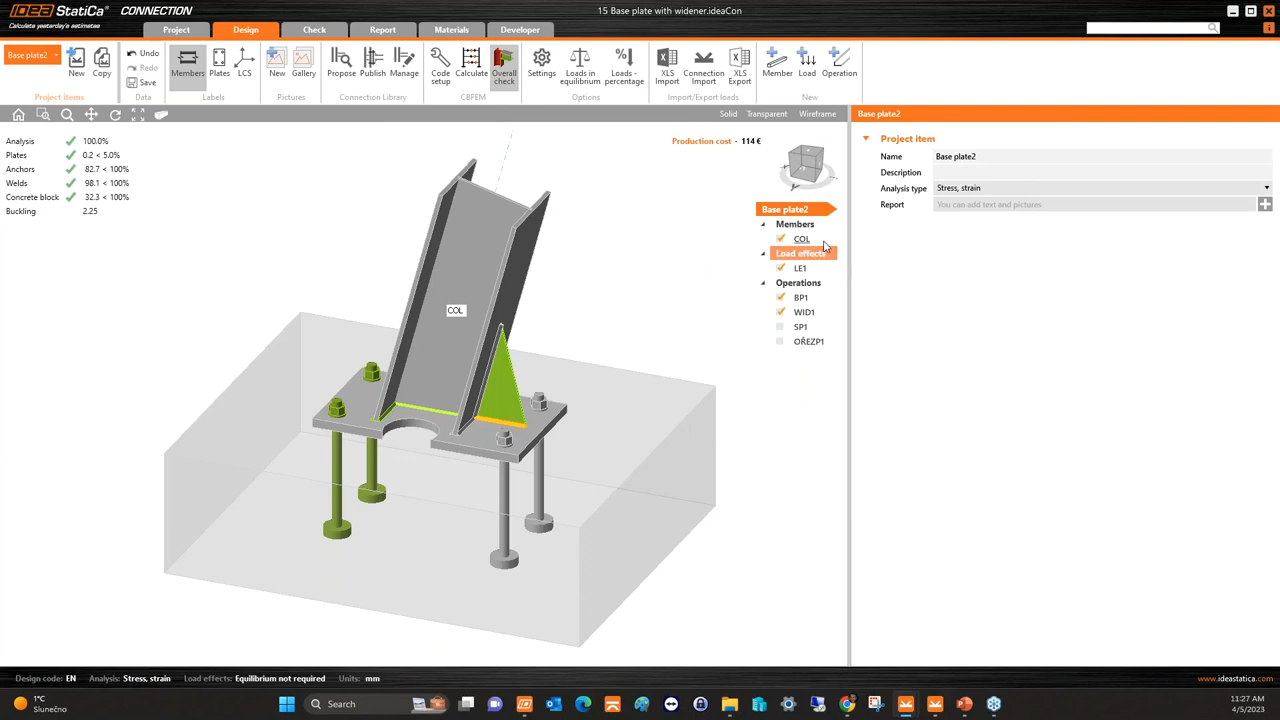 IDEA StatiCa CONNECTION
Calculate yesterday's estimates
15 Base plate with widener.ideaCon
Project
Design
Check
Report
Materials
Developer
Base plate2
New
Copy
Undo
Redo
Save
Members
Plates
LCS
New
Gallery
Propose
Publish
Manage
Code setup
Calculate
Overall check
Settings
Loads in equilibrium
Loads - percentage
XLS Import
Connection Import
XLS Export
Member
Load
Operation
Project items
Data
Labels
Pictures
Connection Library
CBFEM
Options
Import/Export loads
New
Solid
Transparent
Wireframe
Base plate2
Analysis 100.0%
Plates 0.2 < 5.0%
Anchors 82.7 < 100%
Welds 98.1 < 100%
Concrete block 32.3 < 100%
Buckling 2.25
Production cost - 114 €
COL
Base plate2
Members
COL
Load effects
LE1
Operations
BP1
WID1
SP1
OŘEZP1
Project item
Name Base plate2
Description
Analysis type Stress, strain
Report You can add text and pictures
Design code: EN Analysis: Stress, strain Load effects: Equilibrium not required Units: mm
www.ideastatica.com
1°C
Slunečno
Search
11:27 AM
4/5/2023